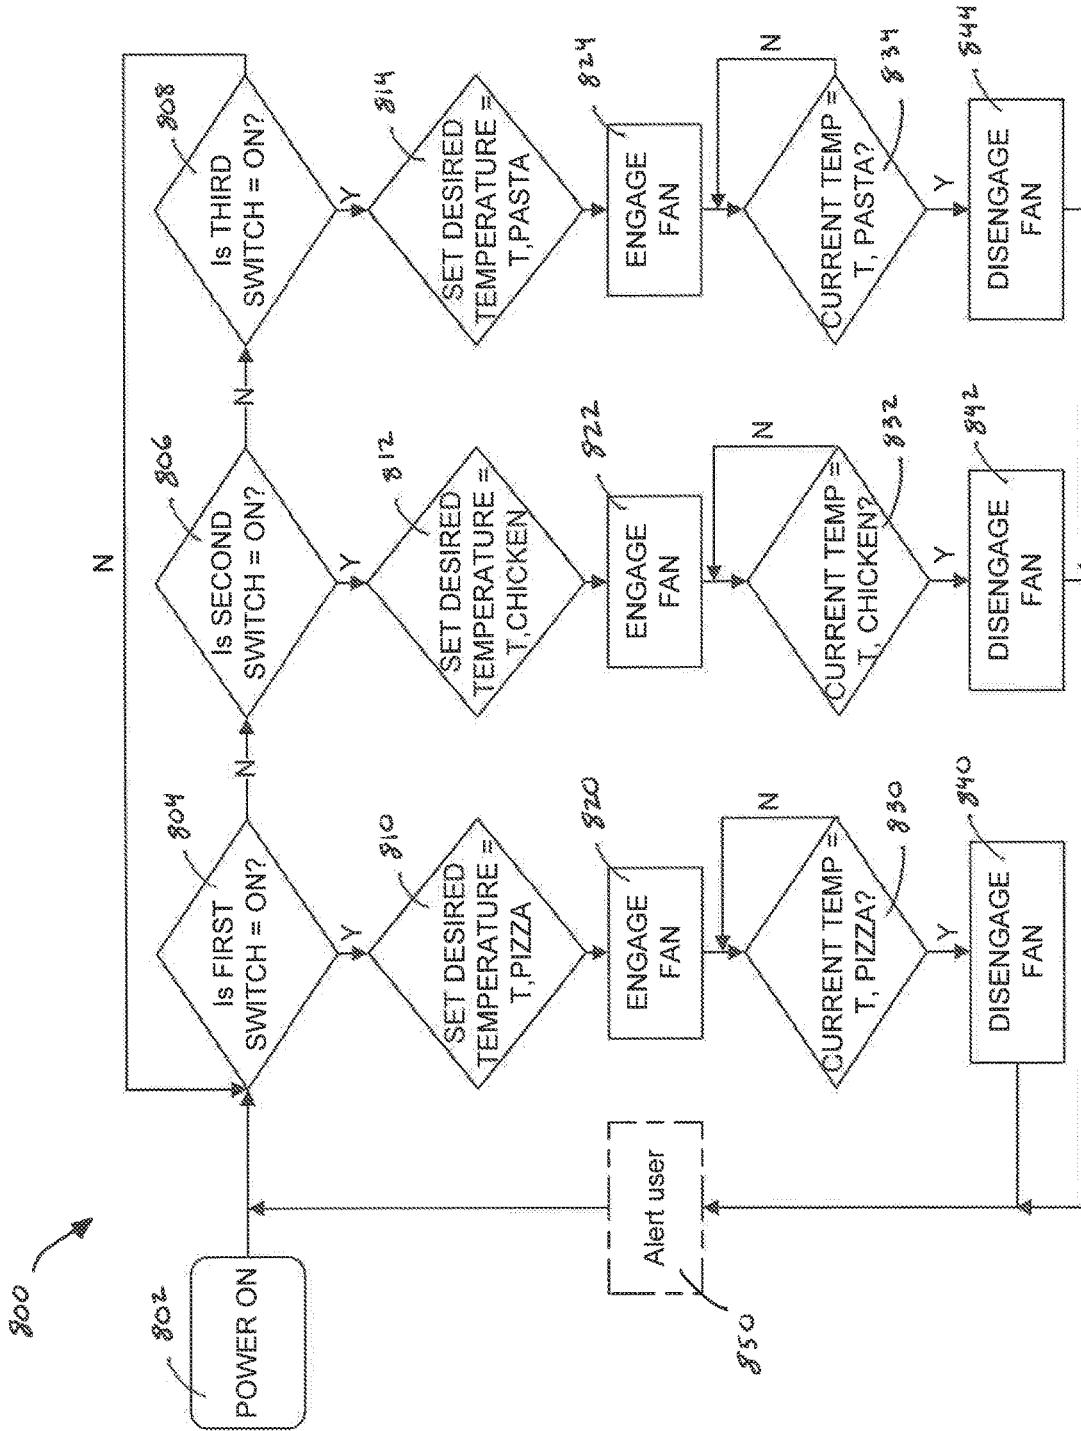 800
802
POWER ON
N
804
Is FIRST
SWITCH = ON?
N
806
Is SECOND
SWITCH = ON?
N
808
Is THIRD
SWITCH = ON?
Y
810
SET DESIRED
TEMPERATURE =
T,PIZZA
Y
812
SET DESIRED
TEMPERATURE =
T,CHICKEN
Y
814
SET DESIRED
TEMPERATURE =
T,PASTA
850
Alert user
820
ENGAGE
FAN
822
ENGAGE
FAN
824
ENGAGE
FAN
N
830
CURRENT TEMP =
T, PIZZA?
N
832
CURRENT TEMP =
T, CHICKEN?
N
834
CURRENT TEMP =
T, PASTA?
Y
840
DISENGAGE
FAN
Y
842
DISENGAGE
FAN
Y
844
DISENGAGE
FAN